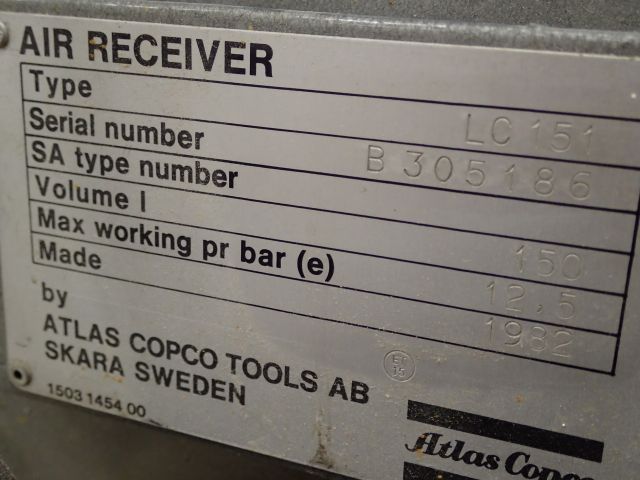 AIR RECEIVER
Type LC 151
Serial number B 305186
SA type number
Volume l 150
Max working pr bar (e) 12,5
Made 1982
by
ATLAS COPCO TOOLS AB
SKARA SWEDEN
1503 1454 00
Atlas Copco